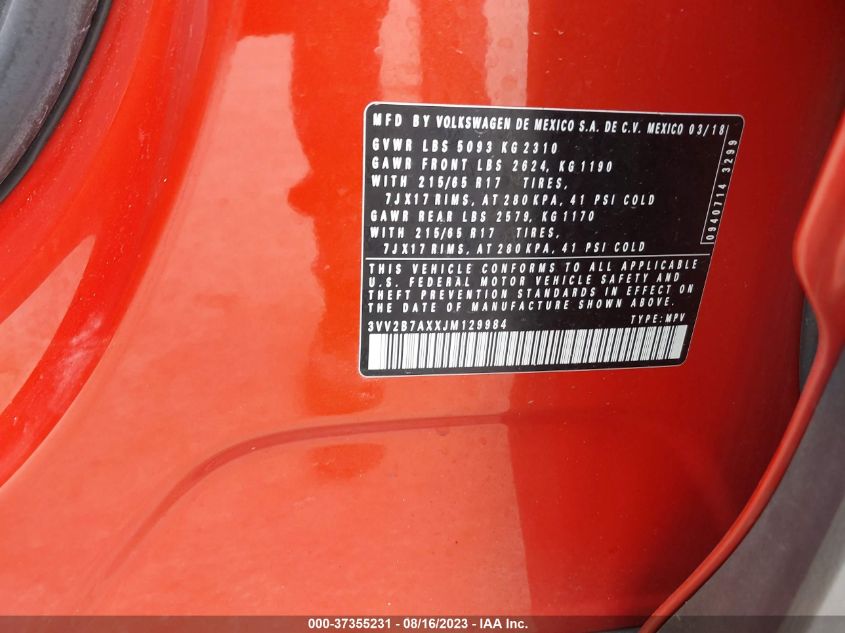 MFD BY VOLKSWAGEN DE MEXICO S.A. DE C.V. MEXICO 03/18
GVWR LBS 5093 KG 2310
GAWR FRONT LBS 2624, KG 1190
WITH 215/65 R17 TIRES,
7JX17 RIMS, AT 280 KPA, 41 PSI COLD
GAWR REAR LBS 2579, KG 1170
WITH 215/65 R17 TIRES,
7JX17 RIMS, AT 280 KPA, 41 PSI COLD
0940714 3299
THIS VEHICLE CONFORMS TO ALL APPLICABLE
U.S. FEDERAL MOTOR VEHICLE SAFETY AND
THEFT PREVENTION STANDARDS IN EFFECT ON
THE DATE OF MANUFACTURE SHOWN ABOVE.
3VV2B7AXXJM129984 TYPE: MPV
000-37355231 - 08/16/2023 - Copyright © 2023 IAA, Inc.